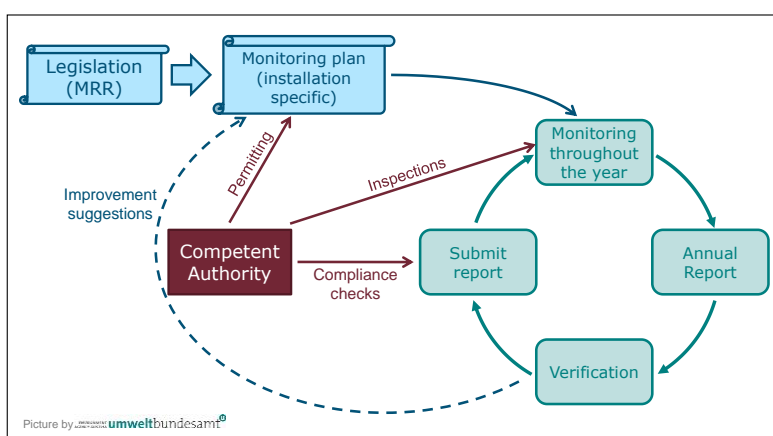 Legislation
(MRR)
Monitoring plan
(installation
specific)
Monitoring
throughout
the year
Permitting
Inspections
Improvement
suggestions
Competent
Authority
Compliance
checks
Submit
report
Annual
Report
Verification
Picture by umweltbundesamt